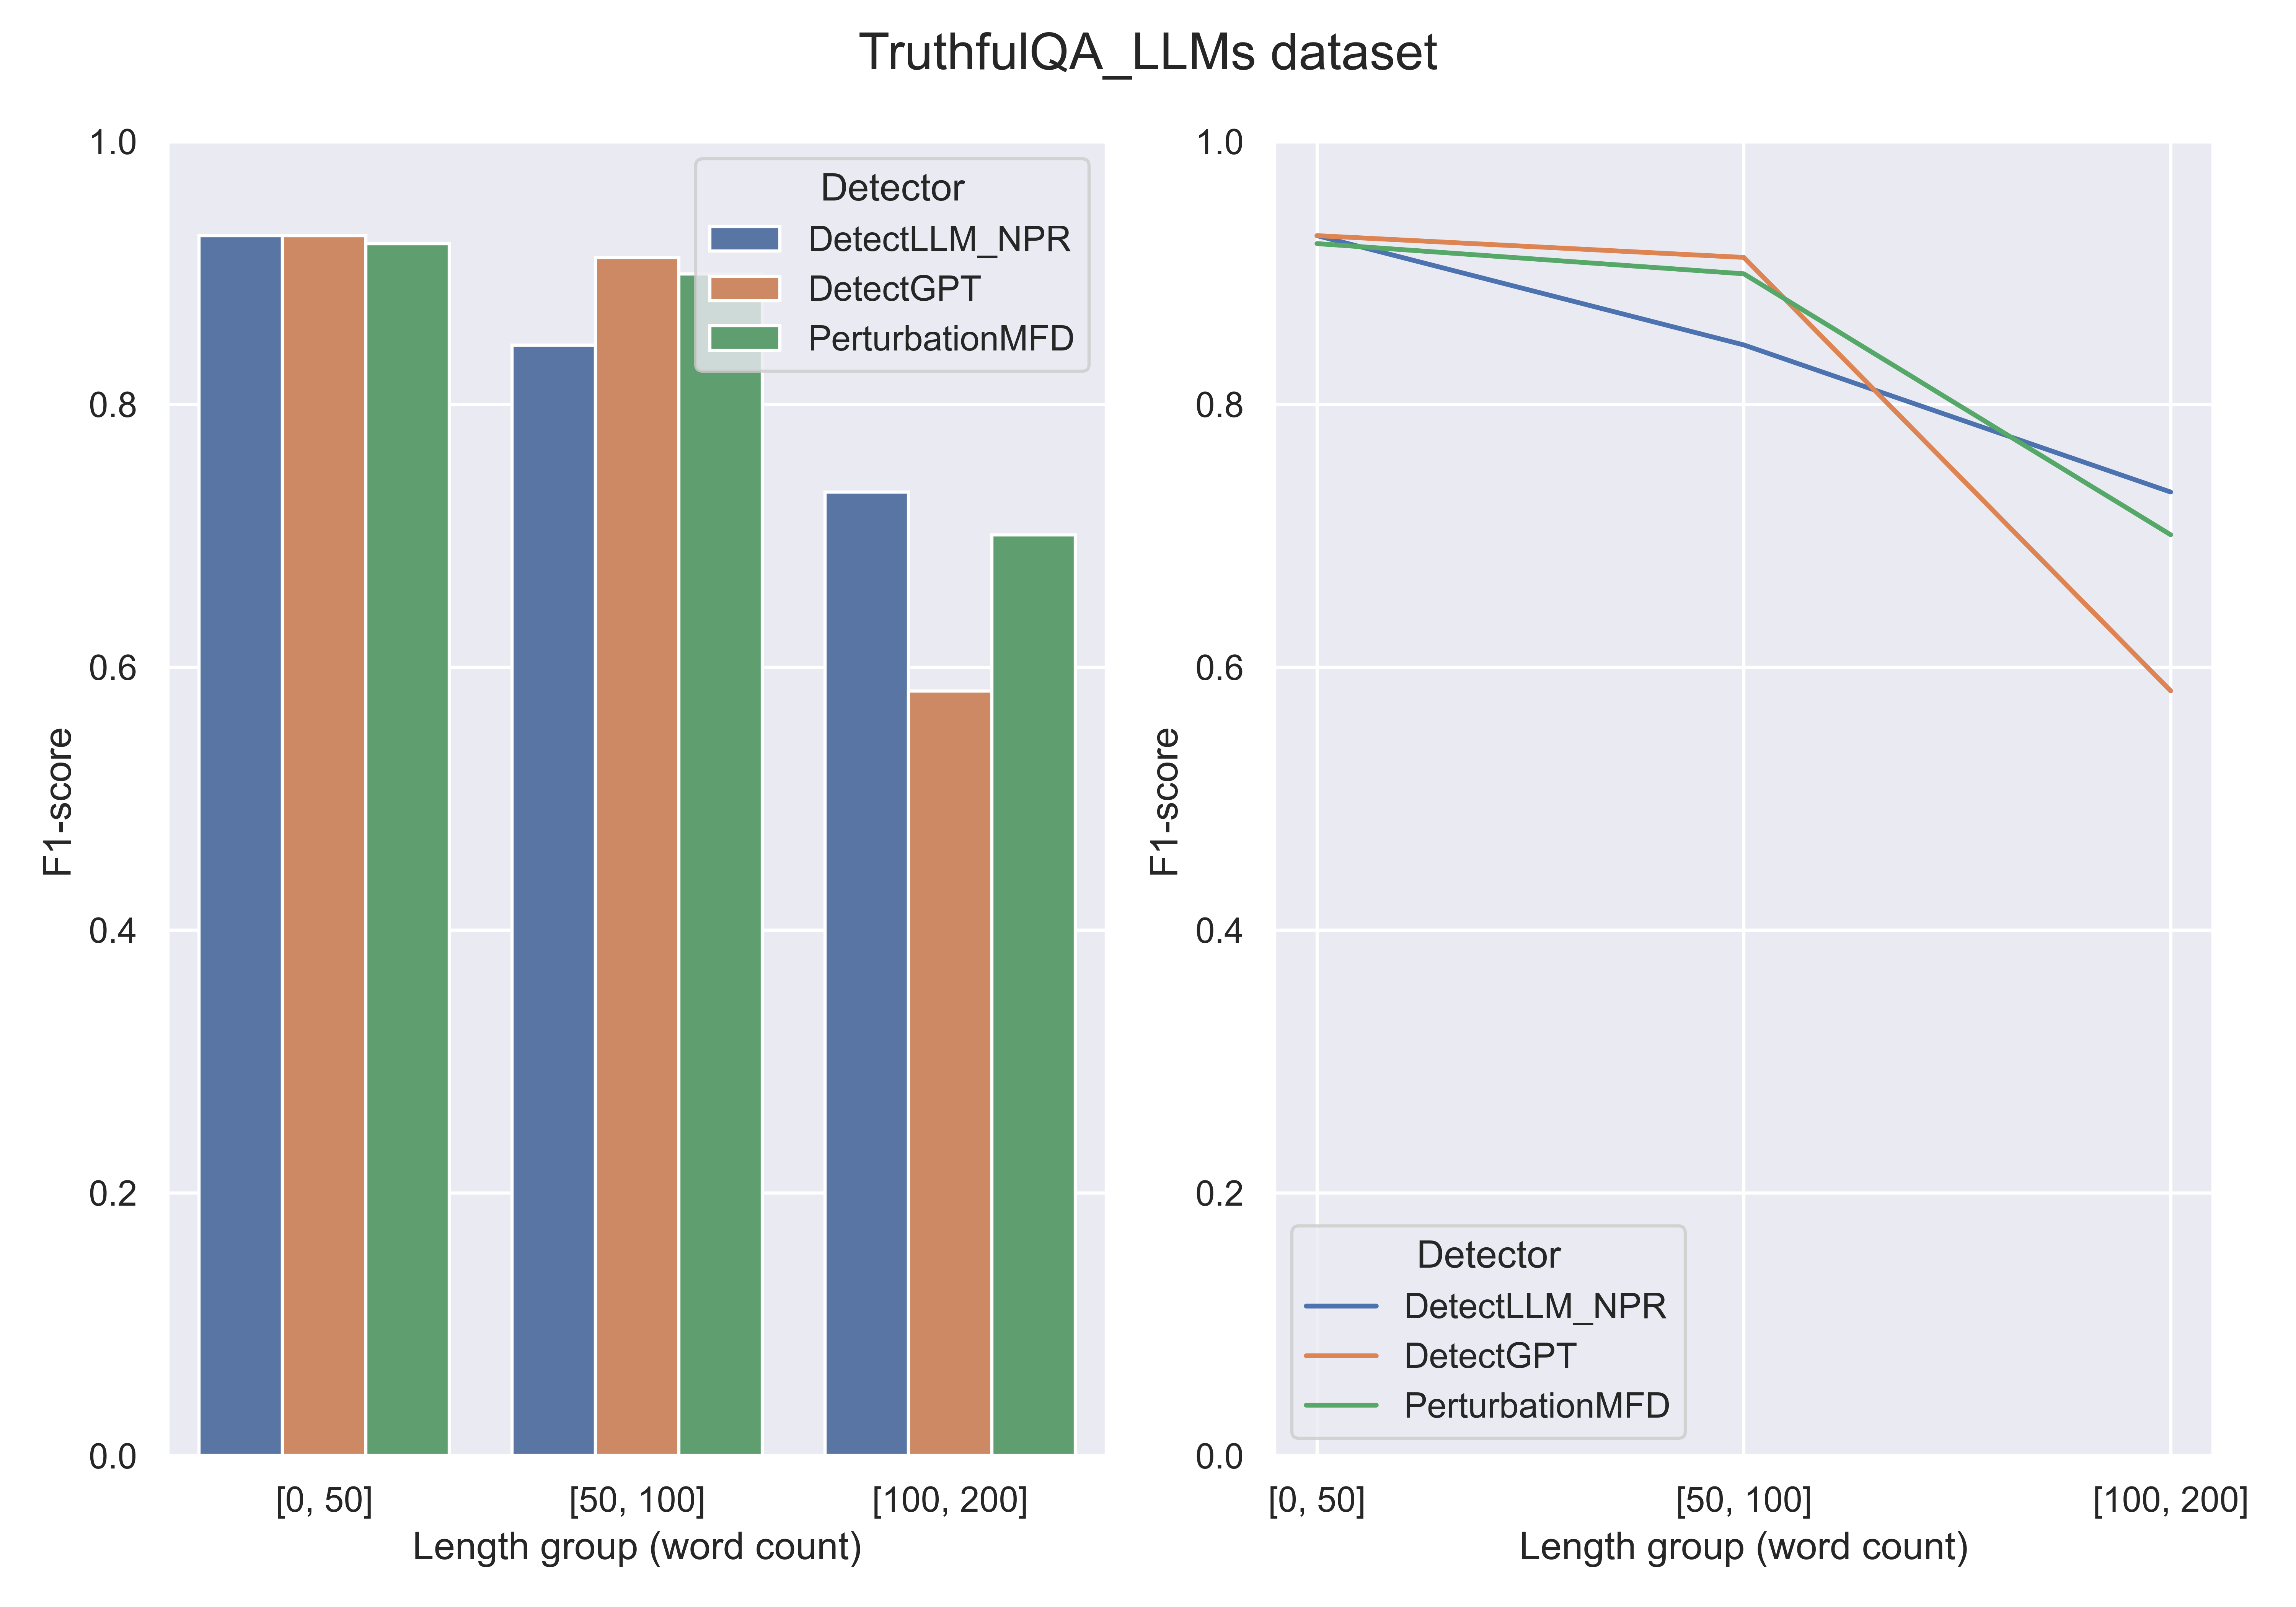 TruthfulQA_LLMs dataset
1.0
0.8
0.6
0.4
0.2
0.0
F1-score
Detector
DetectLLM_NPR
DetectGPT
PerturbationMFD
[0, 50]
[50, 100]
[100, 200]
Length group (word count)
1.0
0.8
0.6
0.4
0.2
0.0
F1-score
Detector
DetectLLM_NPR
DetectGPT
PerturbationMFD
[0, 50]
[50, 100]
[100, 200]
Length group (word count)